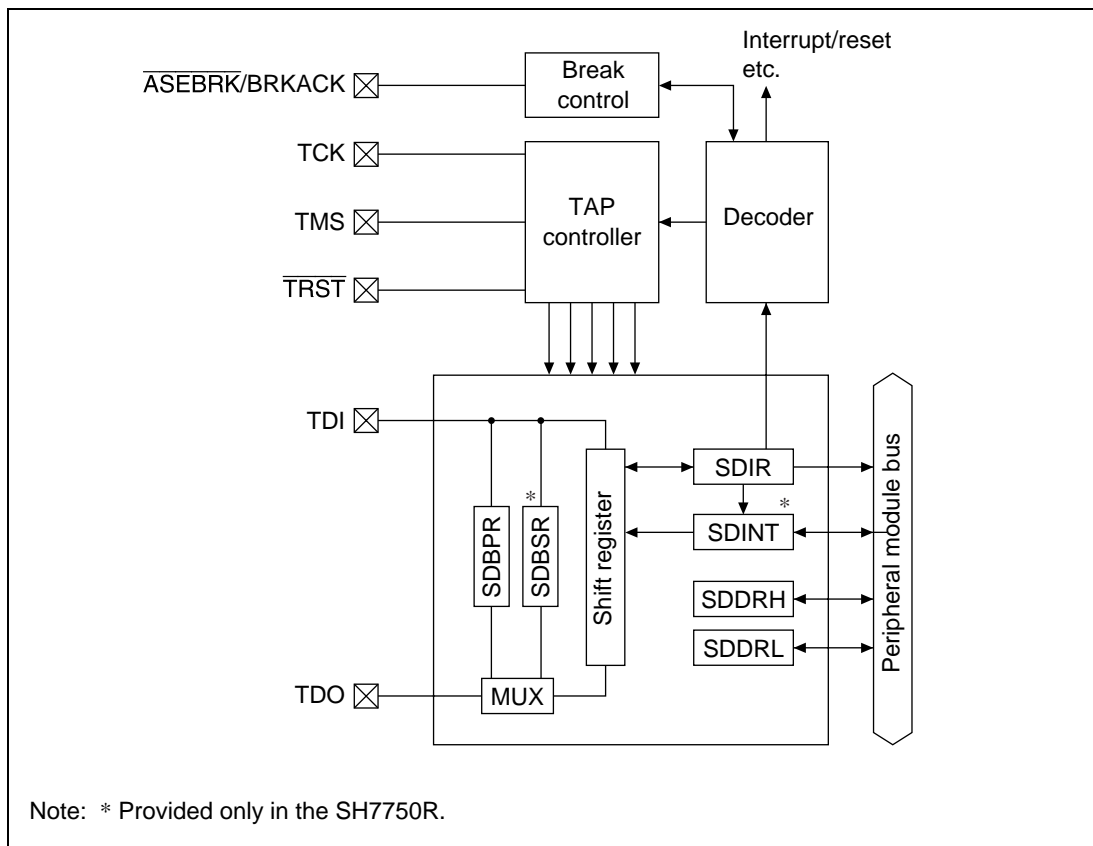 Interrupt/reset
etc.
ASEBRK/BRKACK
Break
control
TCK
TMS
TAP
controller
Decoder
TRST
TDI
SDIR
*
*
SDINT
SDBPR
SDBSR
Shift register
SDDRH
SDDRL
Peripheral module bus
TDO
MUX
Note: * Provided only in the SH7750R.